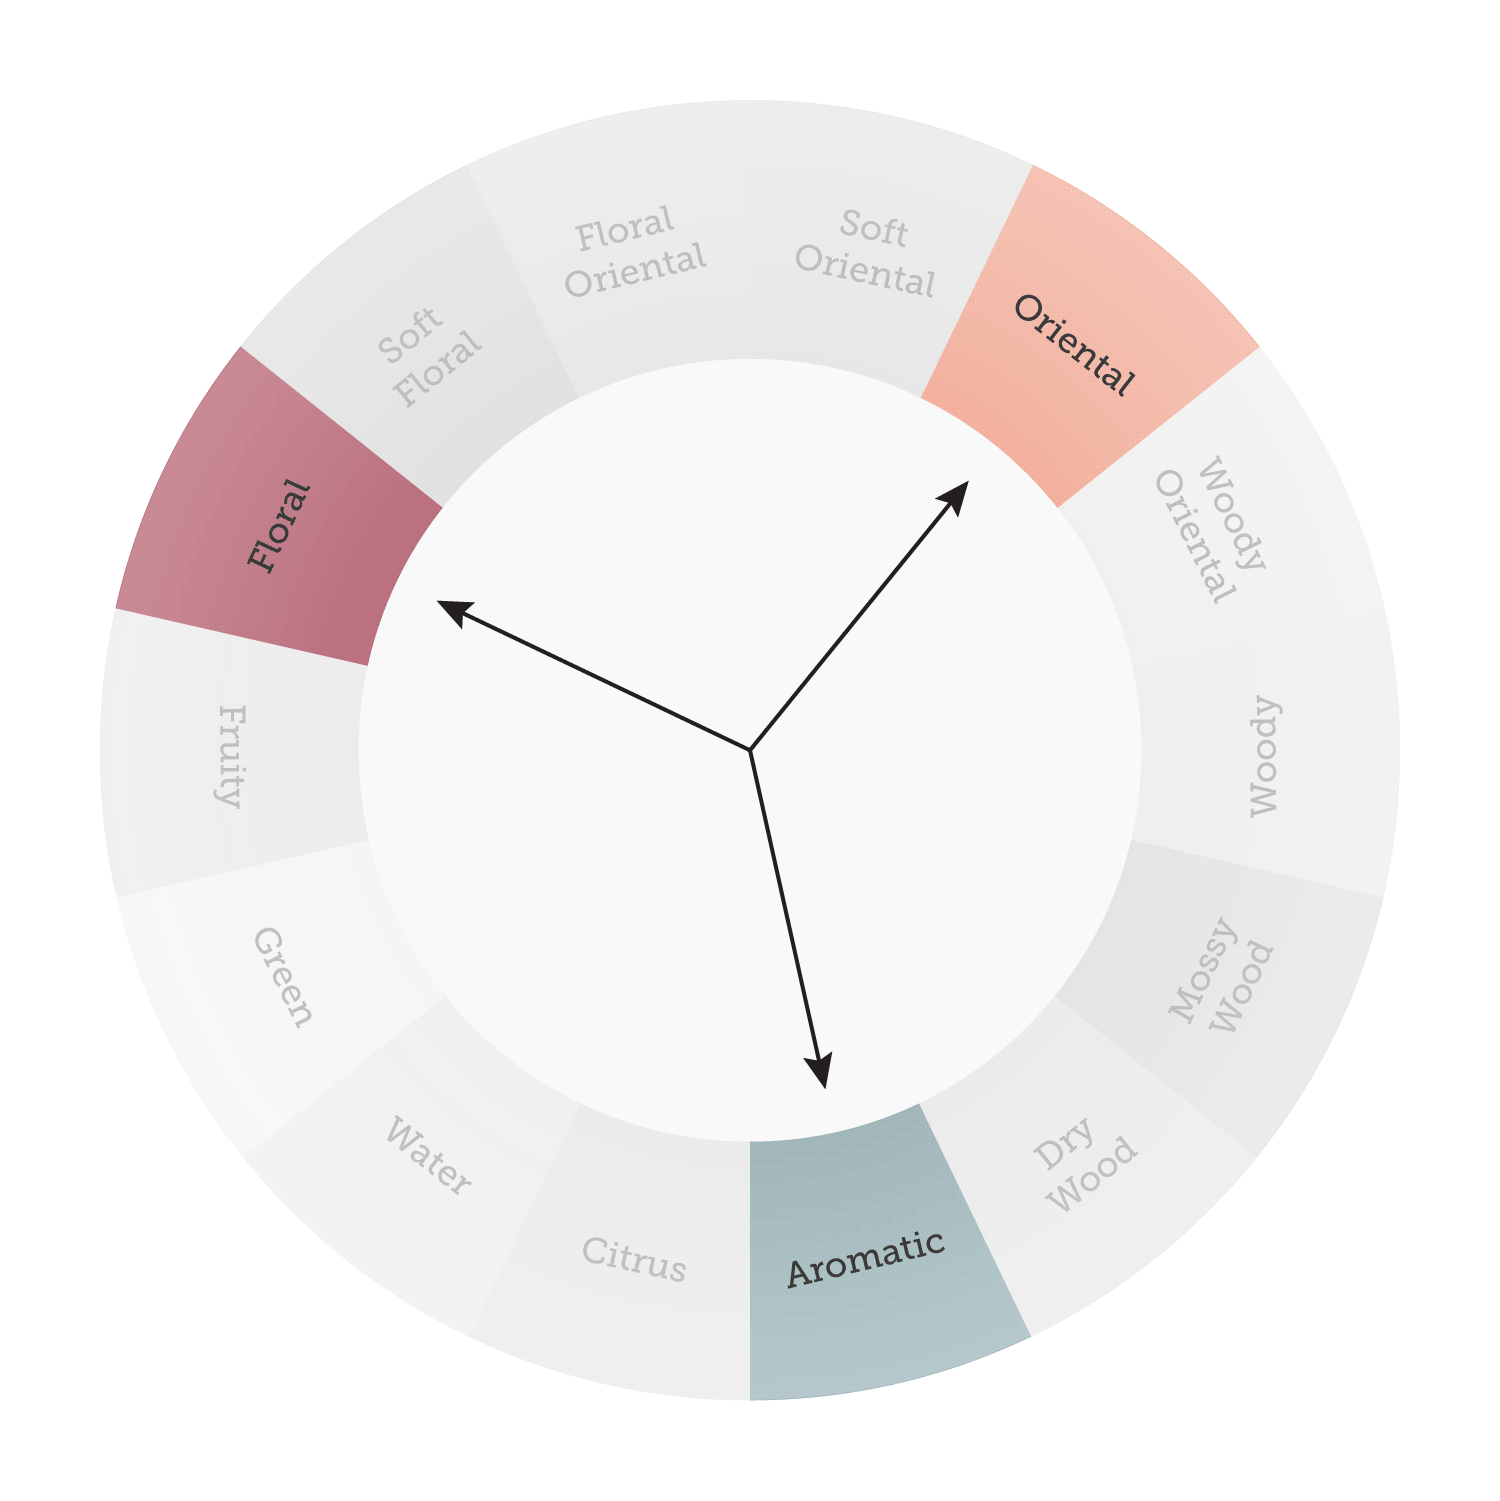 Floral
Oriental
Soft
Oriental
Oriental
Woody
Oriental
Woody
Mossy
Wood
Dry
Wood
Aromatic
Citrus
Water
Green
Fruity
Floral
Soft
Floral